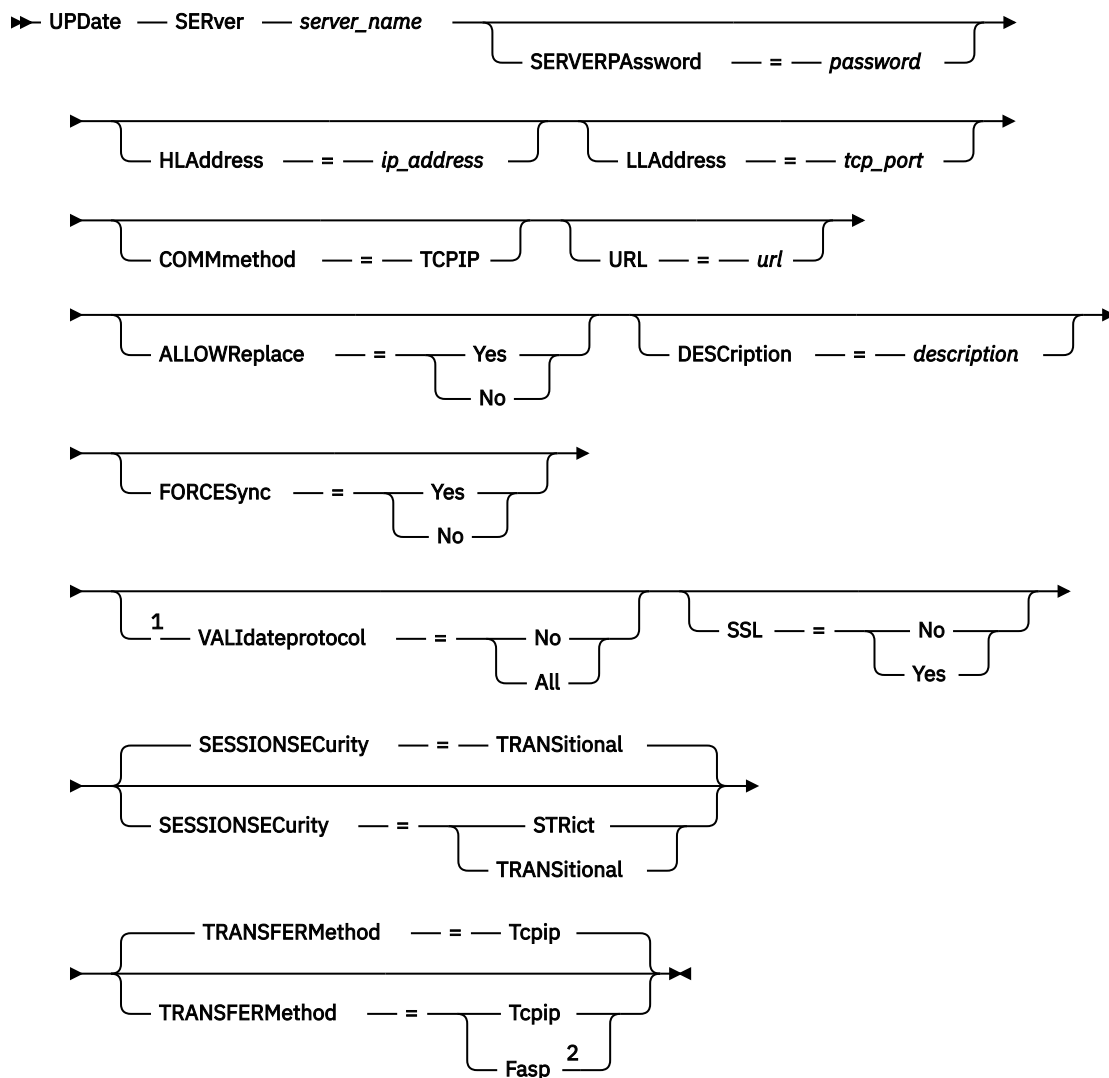 UPDate SERver server_name
SERVERPAssword = password
HLAddress = ip_address LLAddress = tcp_port
COMMmethod = TCPIP URL = url
ALLOWReplace = Yes DESCription = description
No
FORCESync = Yes
No
1 VALIdateprotocol = No SSL = No
All Yes
SESSIONSECurity = TRANSitional
SESSIONSECurity = STRict
TRANSitional
TRANSFERMethod = Tcpip
TRANSFERMethod = Tcpip
Fasp 2